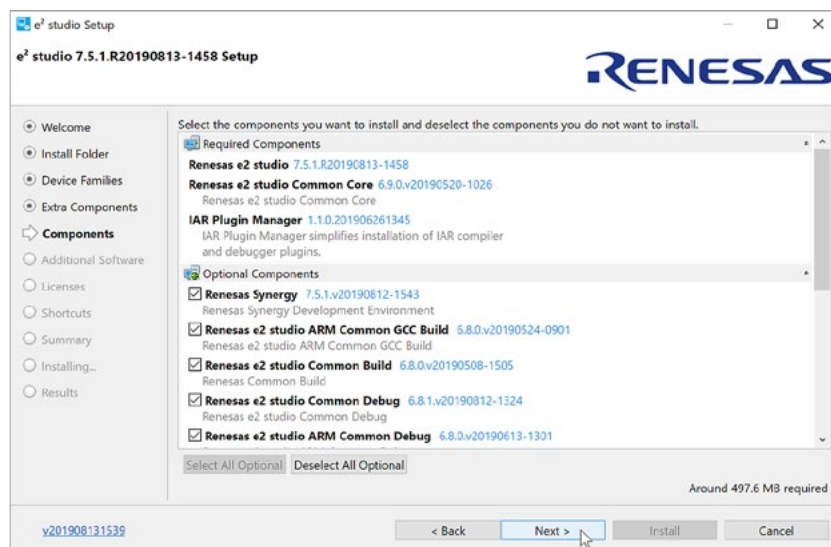 e² studio Setup
e² studio 7.5.1.R20190813-1458 Setup
RENESAS
Welcome
Install Folder
Device Families
Extra Components
Components
Additional Software
Licenses
Shortcuts
Summary
Installing...
Results
Select the components you want to install and deselect the components you do not want to install.
Required Components
Renesas e2 studio 7.5.1.R20190813-1458
Renesas e2 studio Common Core 6.9.0.v20190520-1026
Renesas e2 studio Common Core
IAR Plugin Manager 1.1.0.201906261345
IAR Plugin Manager simplifies installation of IAR compiler
and debugger plugins.
Optional Components
Renesas Synergy 7.5.1.v20190812-1543
Renesas Synergy Development Environment
Renesas e2 studio ARM Common GCC Build 6.8.0.v20190524-0901
Renesas e2 studio ARM Common GCC Build
Renesas e2 studio Common Build 6.8.0.v20190508-1505
Renesas Common Build
Renesas e2 studio Common Debug 6.8.1.v20190812-1324
Renesas e2 studio Common Debug
Renesas e2 studio ARM Common Debug 6.8.0.v20190613-1301
Select All Optional Deselect All Optional
Around 497.6 MB required
v201908131539
< Back Next > Install Cancel